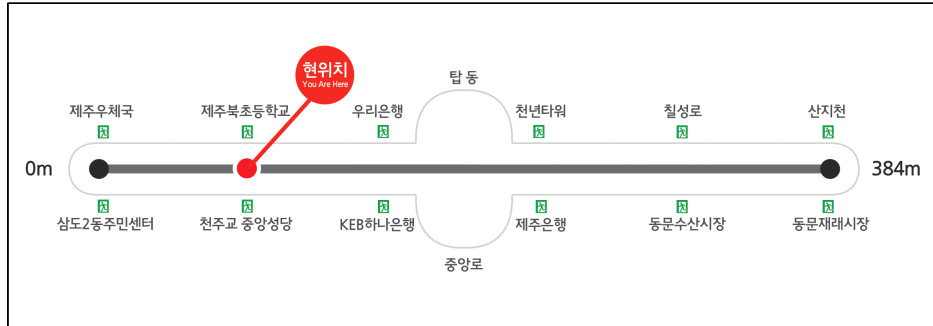 현위치
You Are Here
탑 동
제주우체국
제주북초등학교
우리은행
천년타워
칠성로
산지천
0m
384m
삼도2동주민센터
천주교 중앙성당
KEB하나은행
제주은행
동문수산시장
동문재래시장
중앙로